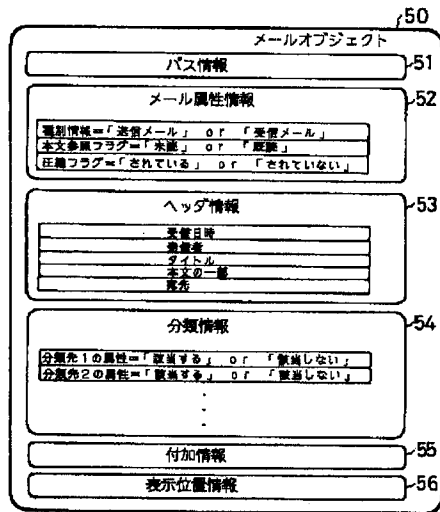 50
メールオブジェクト
パス情報
51
メール属性情報
52
種別情報=「送信メール」 or 「受信メール」
本文参照フラグ=「未読」 or 「既読」
圧縮フラグ=「されている」 or 「されていない」
ヘッダ情報
53
受信日時
発信者
タイトル
本文の一部
宛先
分類情報
54
分類先1の属性=「該当する」 or 「該当しない」
分類先2の属性=「該当する」 or 「該当しない」
付加情報
55
表示位置情報
56